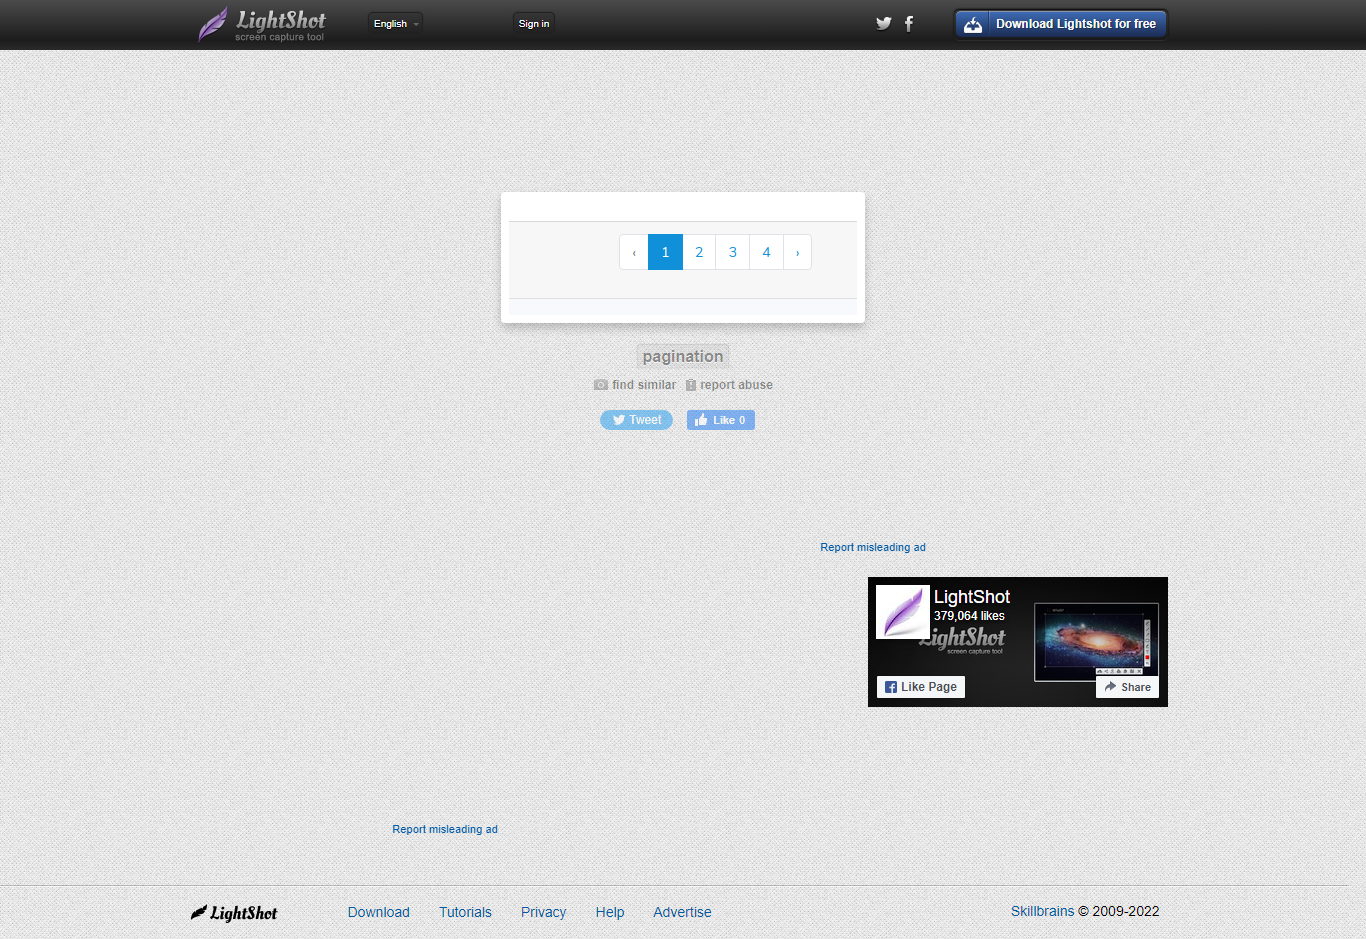 LightShot
screen capture tool
English
Sign in
Download Lightshot for free
‹ 1 2 3 4 ›
pagination
find similar report abuse
Tweet Like 0
Report misleading ad
LightShot
379,064 likes
LightShot
screen capture tool
Like Page Share
Report misleading ad
LightShot Download Tutorials Privacy Help Advertise Skillbrains © 2009-2022